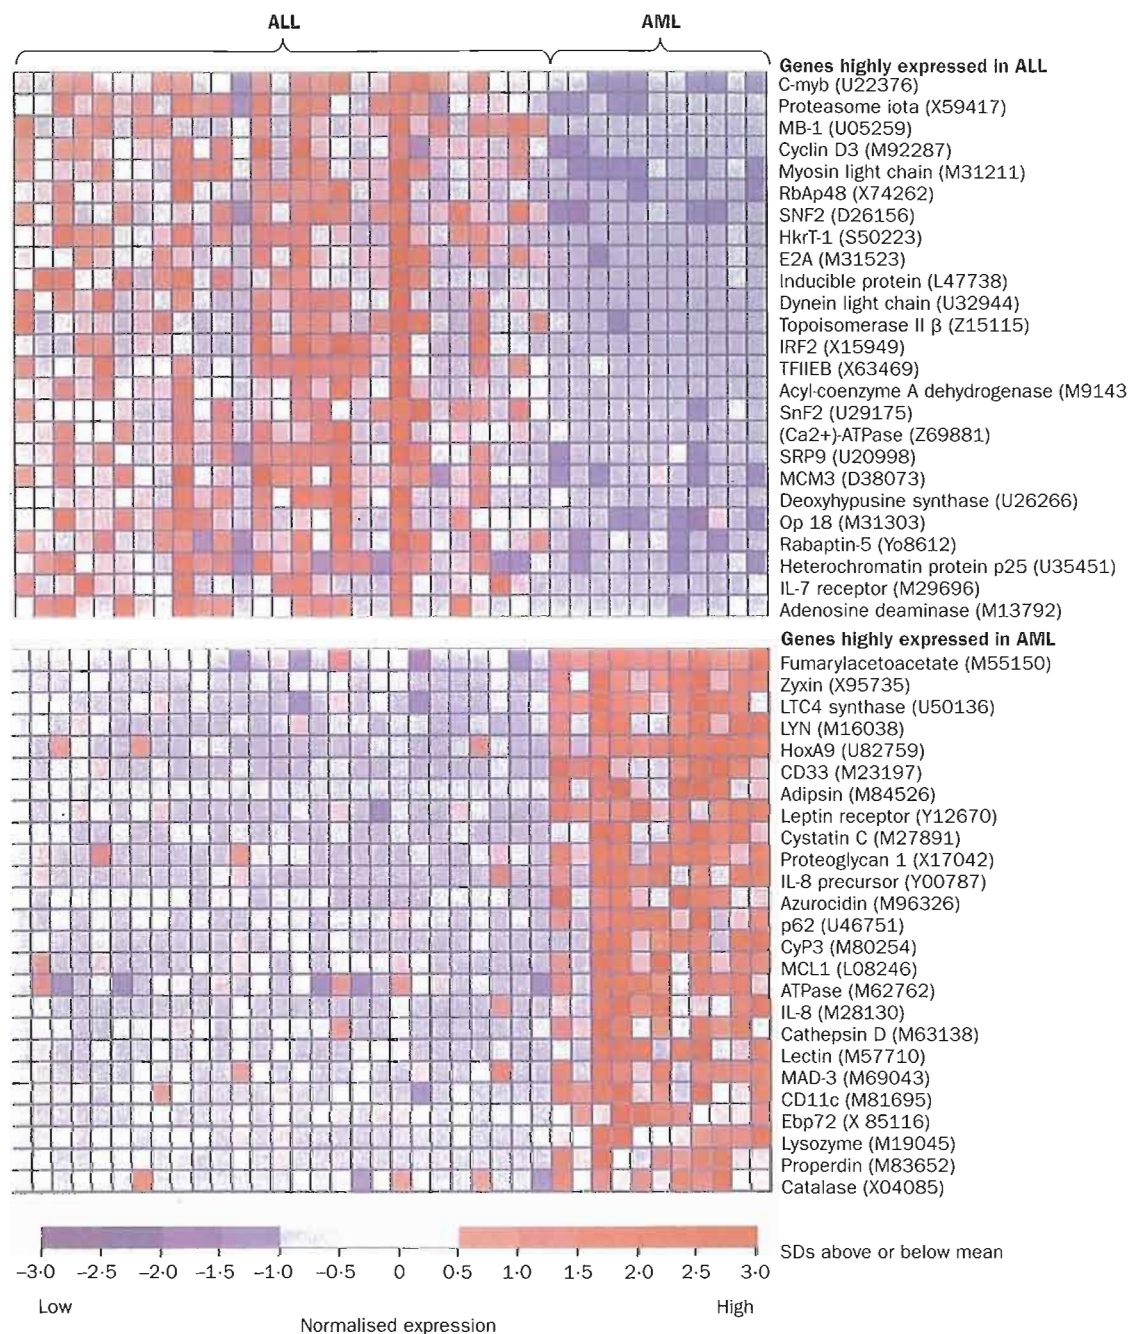 ALL
AML
Genes highly expressed in ALL
C-myb (U22376)
Proteasome iota (X59417)
MB-1 (U05259)
Cyclin D3 (M92287)
Myosin light chain (M31211)
RbAp48 (X74262)
SNF2 (D26156)
HkrT-1 (S50223)
E2A (M31523)
Inducible protein (L47738)
Dynein light chain (U32944)
Topoisomerase II β (Z15115)
IRF2 (X15949)
TFIIEB (X63469)
Acyl-coenzyme A dehydrogenase (M9143
SnF2 (U29175)
(Ca2+)-ATPase (Z69881)
SRP9 (U20998)
MCM3 (D38073)
Deoxyhypusine synthase (U26266)
Op 18 (M31303)
Rabaptin-5 (Yo8612)
Heterochromatin protein p25 (U35451)
IL-7 receptor (M29696)
Adenosine deaminase (M13792)
Genes highly expressed in AML
Fumarylacetoacetate (M55150)
Zyxin (X95735)
LTC4 synthase (U50136)
LYN (M16038)
HoxA9 (U82759)
CD33 (M23197)
Adipsin (M84526)
Leptin receptor (Y12670)
Cystatin C (M27891)
Proteoglycan 1 (X17042)
IL-8 precursor (Y00787)
Azurocidin (M96326)
p62 (U46751)
CyP3 (M80254)
MCL1 (L08246)
ATPase (M62762)
IL-8 (M28130)
Cathepsin D (M63138)
Lectin (M57710)
MAD-3 (M69043)
CD11c (M81695)
Ebp72 (X 85116)
Lysozyme (M19045)
Properdin (M83652)
Catalase (X04085)
SDs above or below mean
–3·0 –2·5 –2·0 –1·5 –1·0 –0·5 0 0·5 1·0 1·5 2·0 2·5 3·0
Low High
Normalised expression